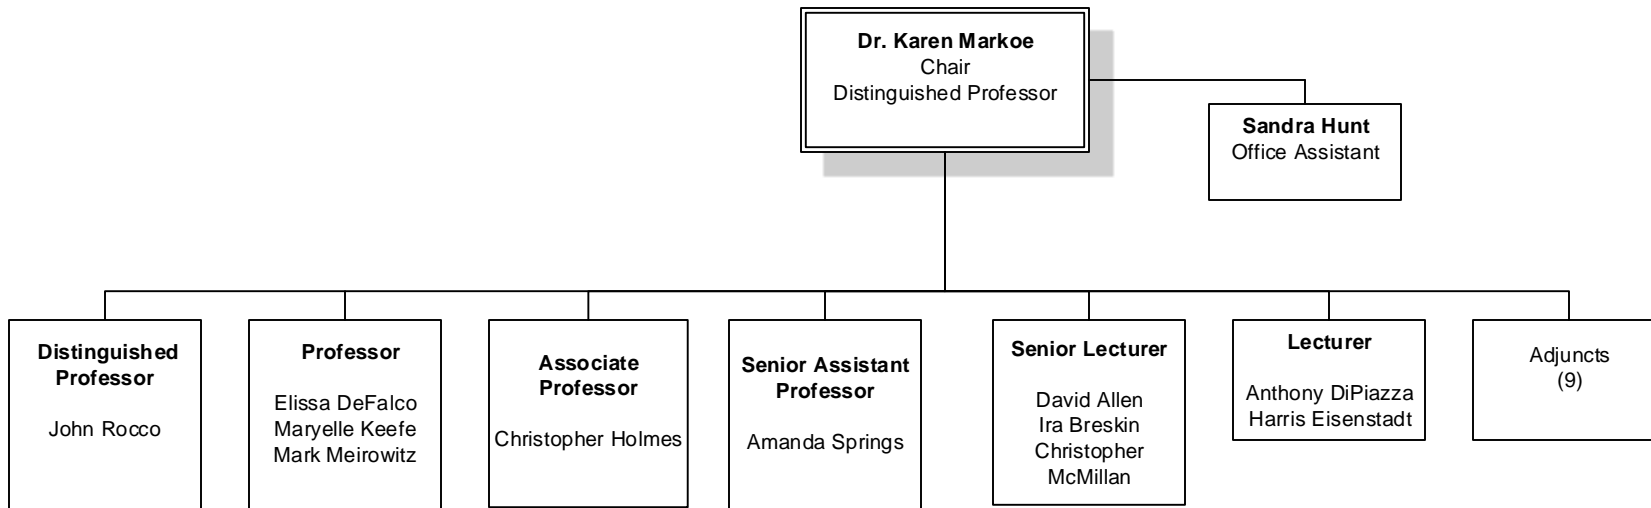 Dr. Karen Markoe
Chair
Distinguished Professor
Sandra Hunt
Office Assistant
Distinguished
Professor
John Rocco
Professor
Elissa DeFalco
Maryelle Keefe
Mark Meirowitz
Associate
Professor
Christopher Holmes
Senior Assistant
Professor
Amanda Springs
Senior Lecturer
David Allen
Ira Breskin
Christopher
McMillan
Lecturer
Anthony DiPiazza
Harris Eisenstadt
Adjuncts
(9)